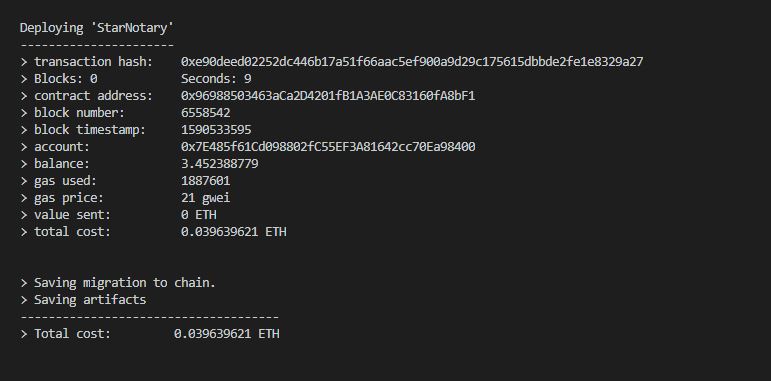 Deploying 'StarNotary'
----------------------
> transaction hash:    0xe90deed02252dc446b17a51f66aac5ef900a9d29c175615dbbde2fe1e8329a27
> Blocks: 0            Seconds: 9
> contract address:    0x96988503463aCa2D4201fB1A3AE0C83160fA8bF1
> block number:        6558542
> block timestamp:     1590533595
> account:             0x7E485f61Cd098802fC55EF3A81642cc70Ea98400
> balance:             3.452388779
> gas used:            1887601
> gas price:           21 gwei
> value sent:          0 ETH
> total cost:          0.039639621 ETH
> Saving migration to chain.
> Saving artifacts
-------------------------------------
> Total cost:         0.039639621 ETH